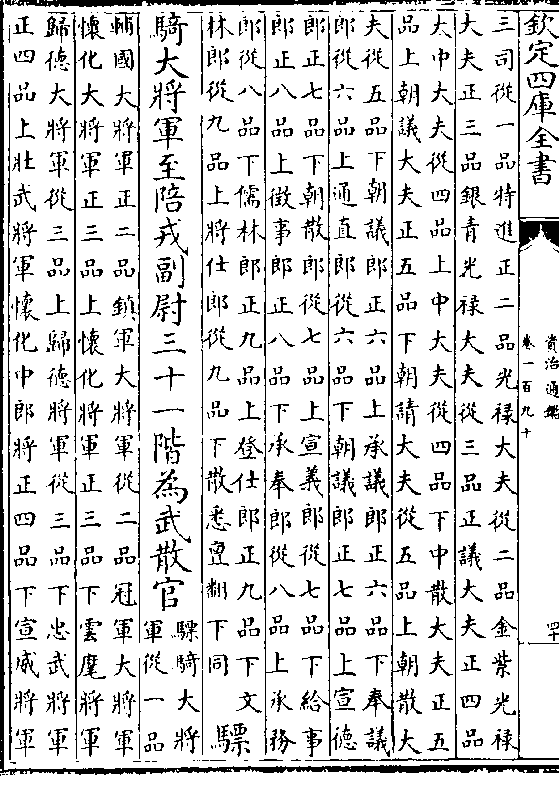 欽定四庫全書
資治通鑑
卷一百九十
四十
三司從一品特進正二品光禄大夫從二品金紫光禄
大夫正三品銀青光禄大夫從三品正議大夫正四品
大中大夫從四品上中大夫從四品下中散大夫正五
品上朝議大夫正五品下朝請大夫從五品上朝散大
夫從五品下朝議郎正六品上承議郎正六品下奉議
郎從六品上通直郎從六品下朝議郎正七品上宣德
郎正七品下朝散郎從七品上宣義郎從七品下給事
郎正八品上徵事郎正八品下承奉郎從八品上承務
郎從八品下儒林郎正九品上登仕郎正九品下文
林郎從九品上將仕郎從九品下散悉亶翻下同
驃
騎大將軍至陪戎副尉三十一階為武散官
驃騎大將
軍從一品
輔國大將軍正二品鎮軍大將軍從二品冠軍大將軍
懷化大將軍正三品上懷化將軍正三品下雲麾將軍
歸德大將軍從三品上歸德將軍從三品下忠武將軍
正四品上壯武將軍懷化中郎將正四品下宣威將軍